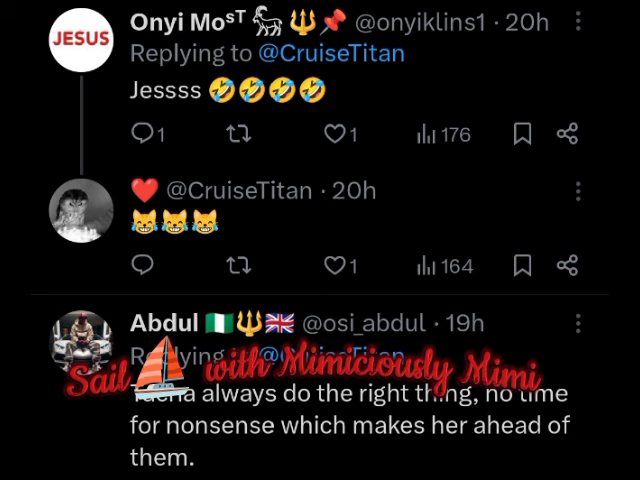 JESUS
Onyi Moˢᵀ 🐐 🔱📌 @onyiklins1 · 20h
Replying to @CruiseTitan
Jessss 🤣🤣🤣🤣
1 1 176
❤️ @CruiseTitan · 20h
😹😹😹
1 164
Abdul 🇳🇬🔱🇬🇧 @osi_abdul · 19h
Replying @CruiseTitan
Sail ⛵ with Mimiciously Mimi
always do the right thing, no time
for nonsense which makes her ahead of
them.